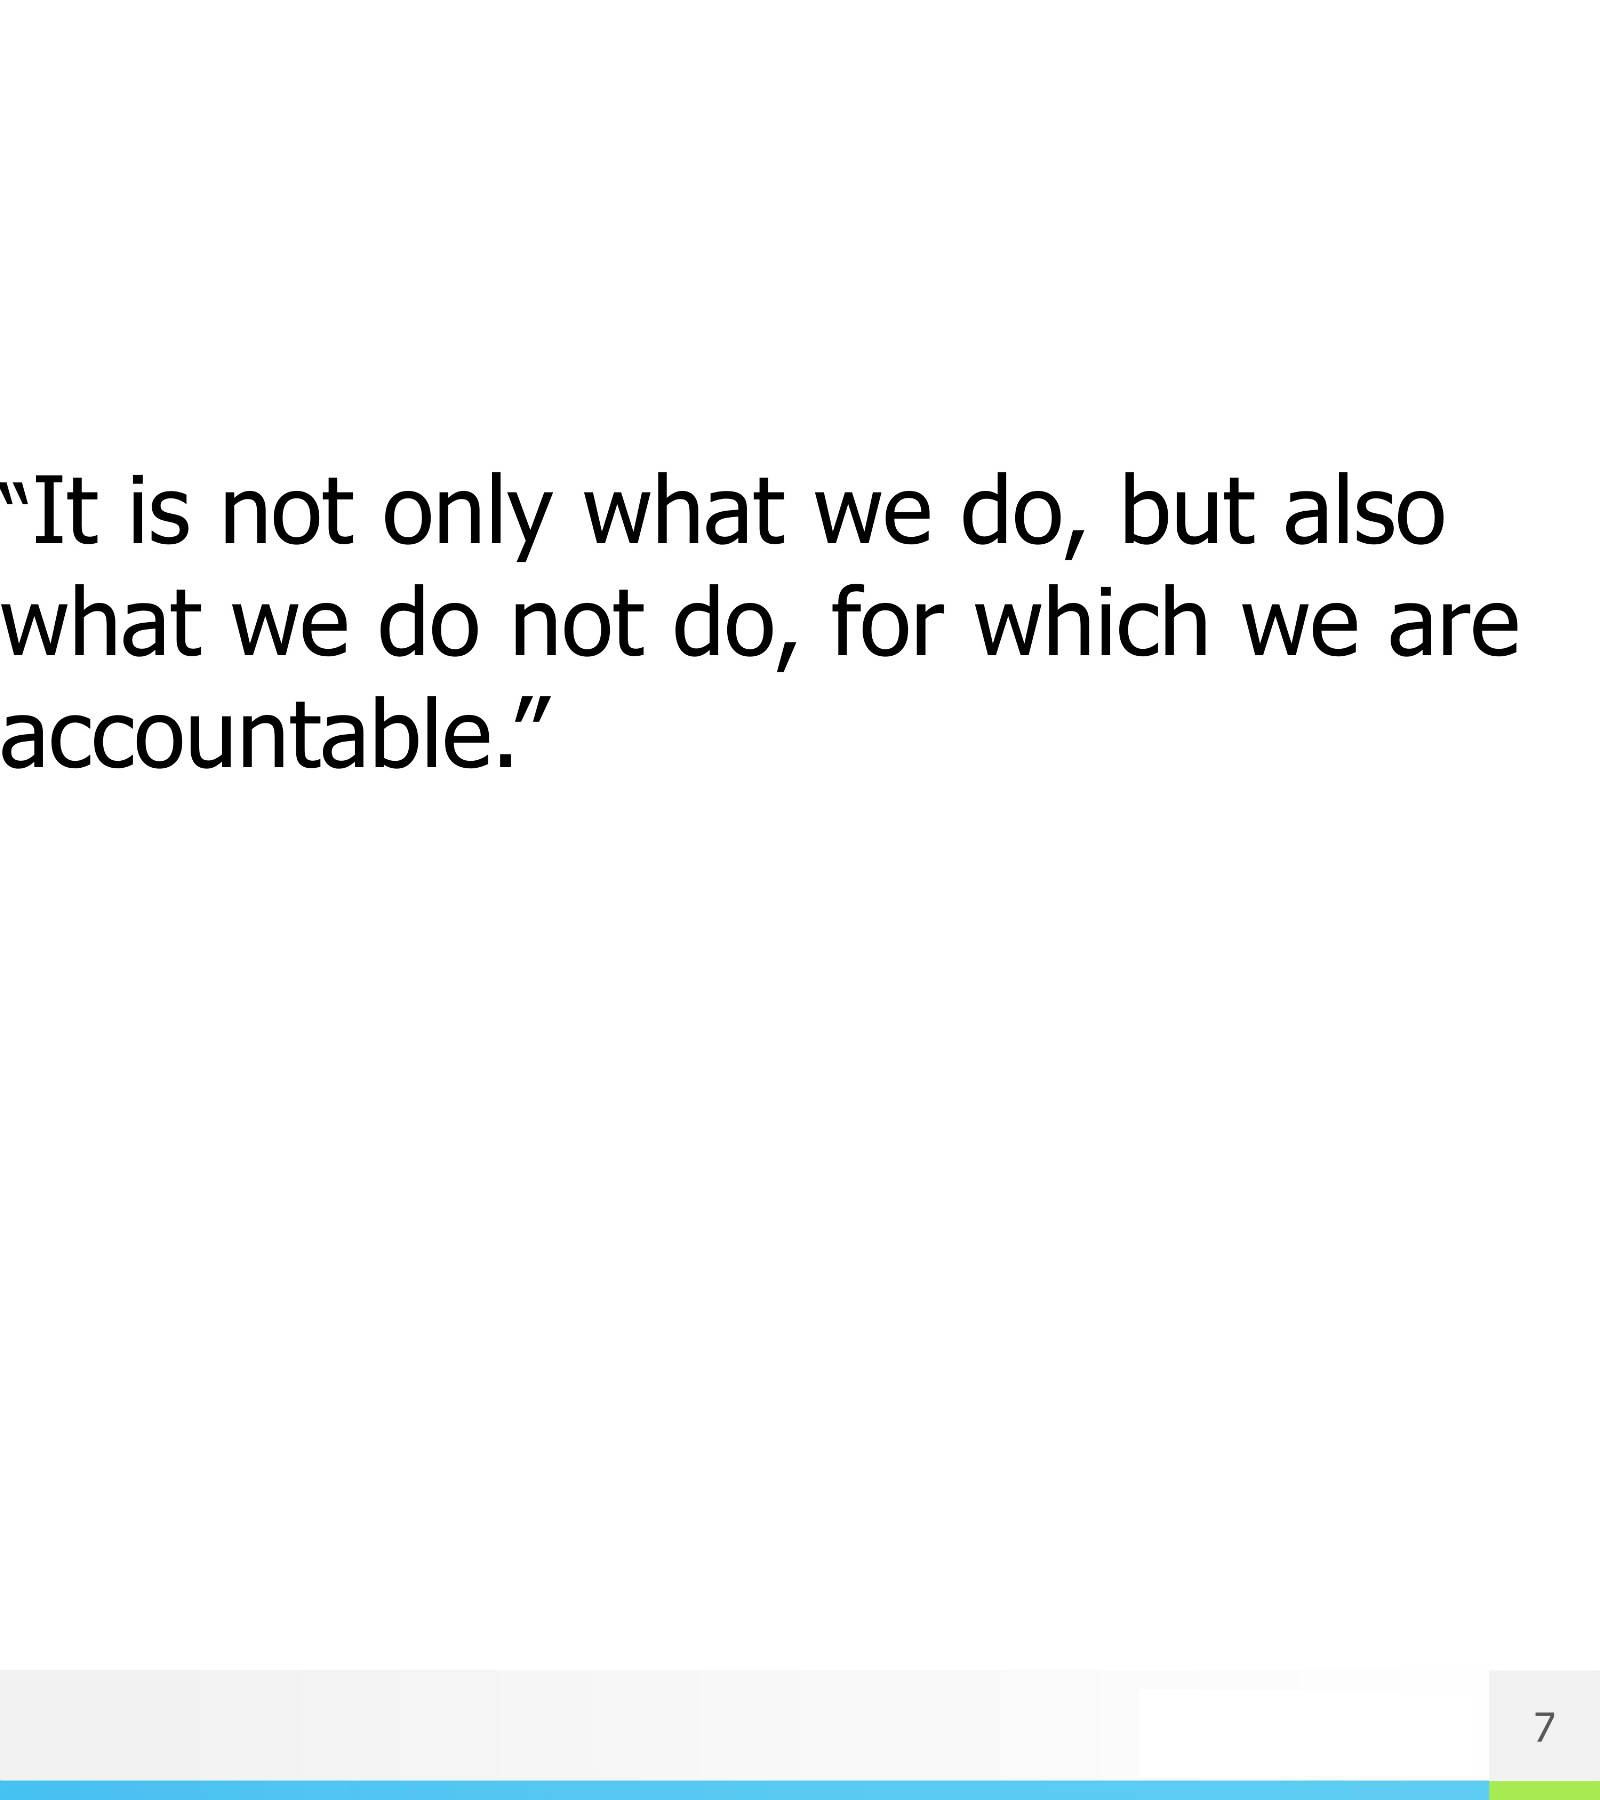 “It is not only what we do, but also
what we do not do, for which we are
accountable.”
7